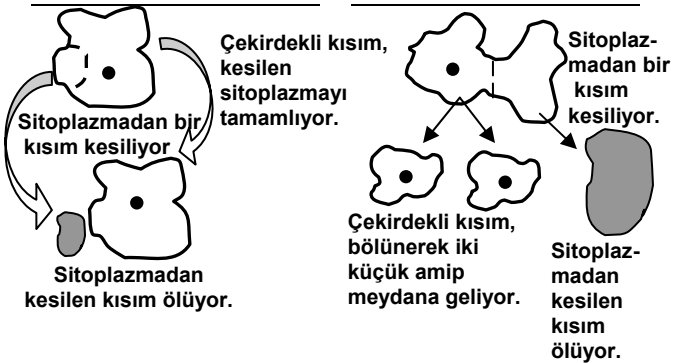 Çekirdekli kısım,
kesilen
sitoplazmayı
tamamlıyor.
Sitoplazmadan bir
kısım kesiliyor
Sitoplazmadan
kesilen kısım ölüyor.
Sitoplaz-
madan bir
kısım
kesiliyor.
Çekirdekli kısım,
bölünerek iki
küçük amip
meydana geliyor.
Sitoplaz-
madan
kesilen
kısım
ölüyor.